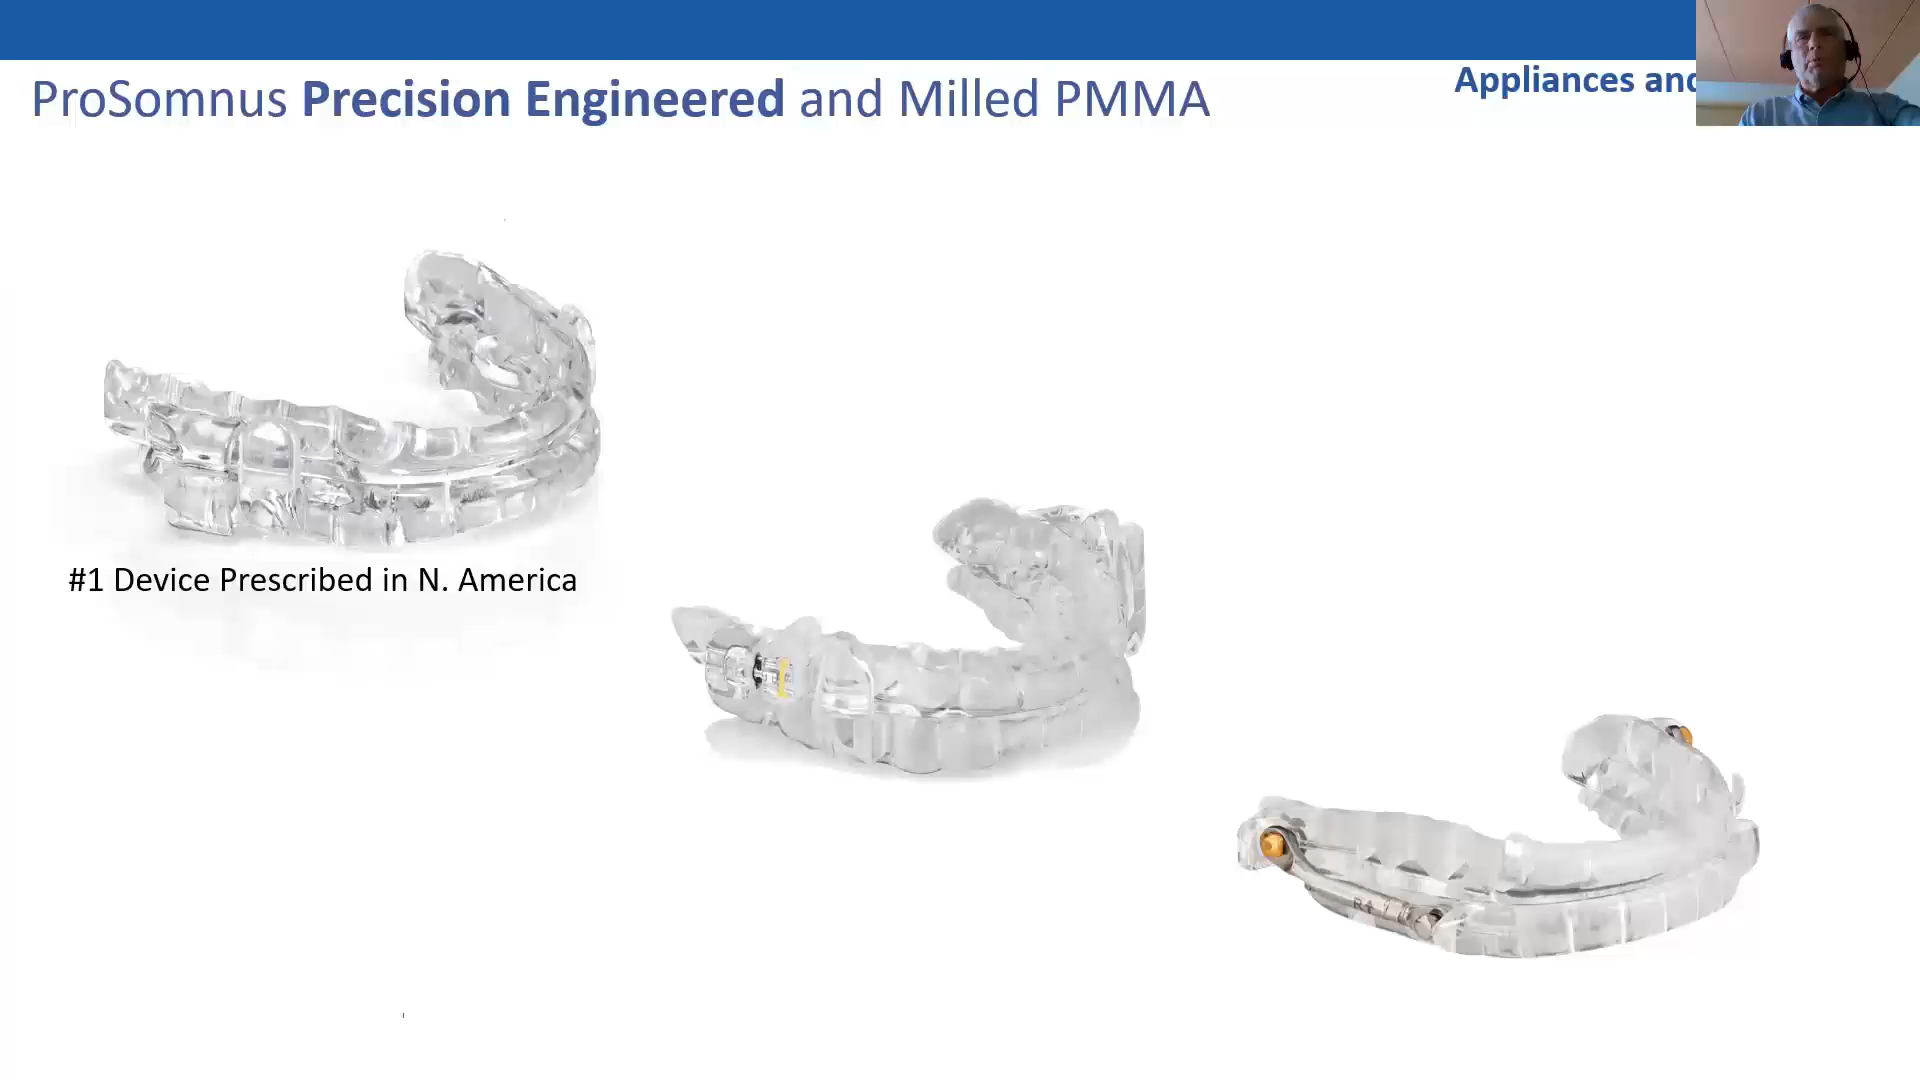 ProSomnus Precision Engineered and Milled PMMA
Appliances and
#1 Device Prescribed in N. America